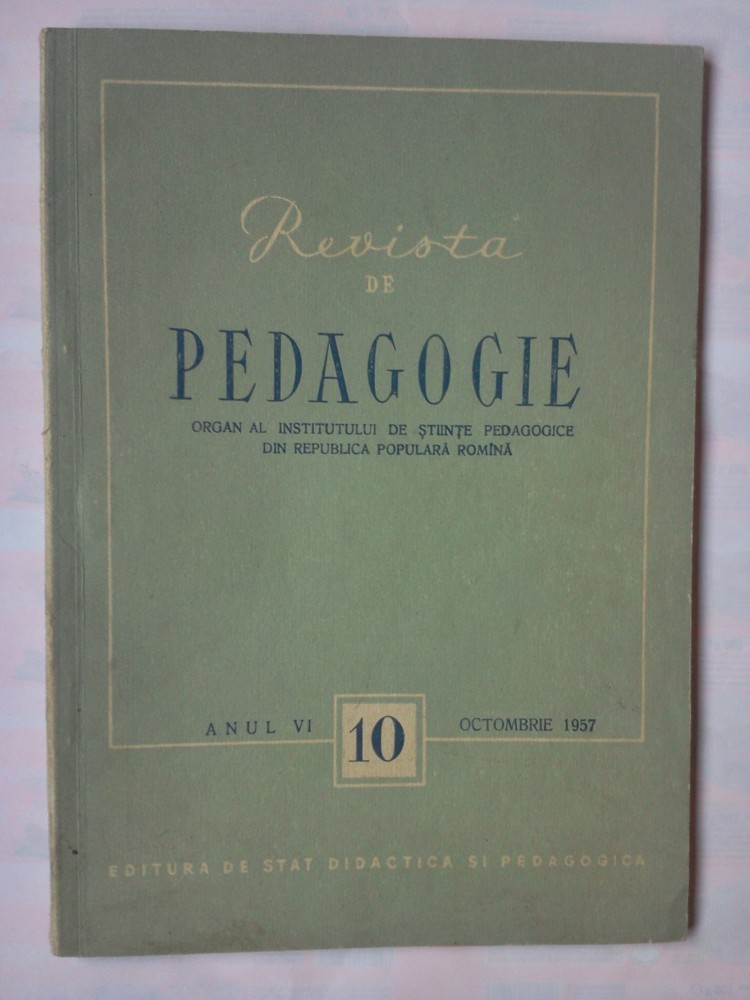 Revista
DE
PEDAGOGIE
ORGAN AL INSTITUTULUI DE ȘTIINȚE PEDAGOGICE
DIN REPUBLICA POPULARĂ ROMÎNĂ
ANUL VI 10 OCTOMBRIE 1957
EDITURA DE STAT DIDACTICA SI PEDAGOGICA